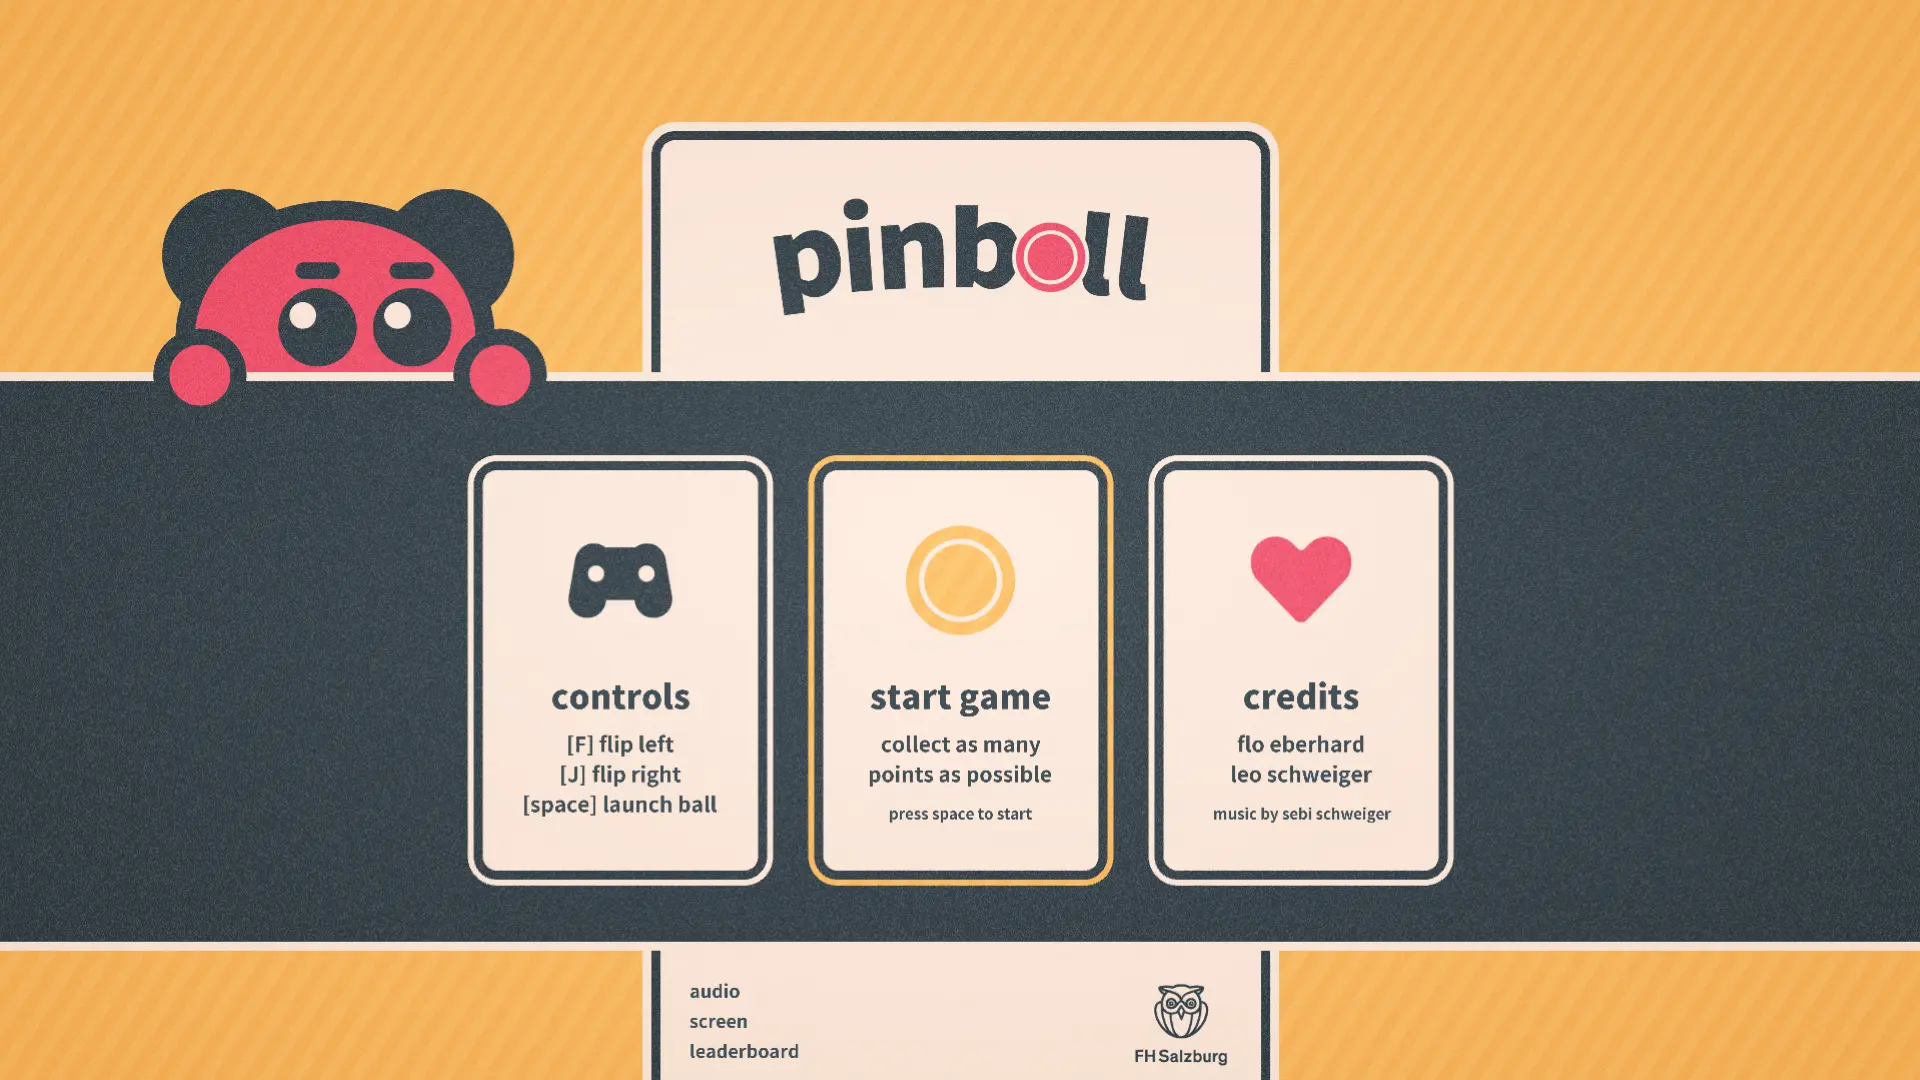 pinboll
controls
[F] flip left
[J] flip right
[space] launch ball
start game
collect as many
points as possible
press space to start
credits
flo eberhard
leo schweiger
music by sebi schweiger
audio
screen
leaderboard
FH Salzburg